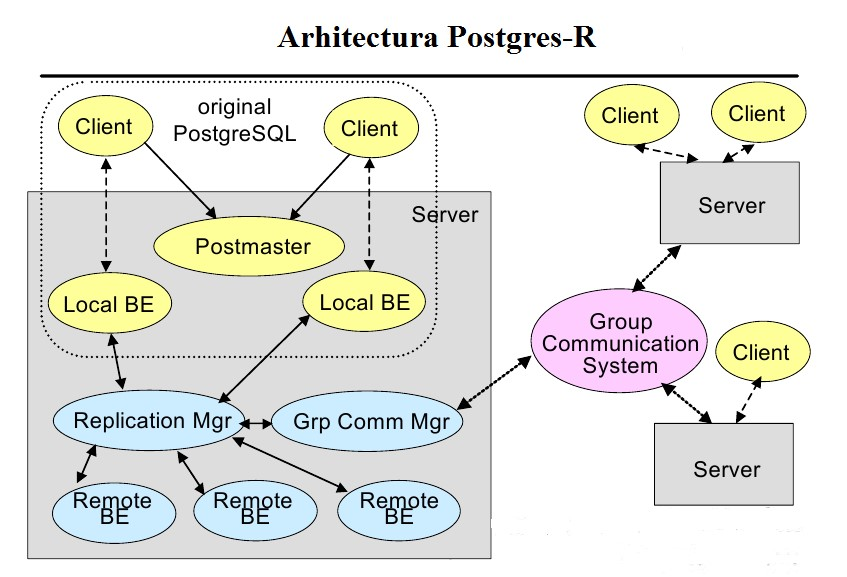 Arhitectura Postgres-R
original
PostgreSQL
Client
Client
Client
Client
Server
Server
Postmaster
Local BE
Local BE
Group
Communication
System
Client
Replication Mgr
Grp Comm Mgr
Server
Remote
BE
Remote
BE
Remote
BE